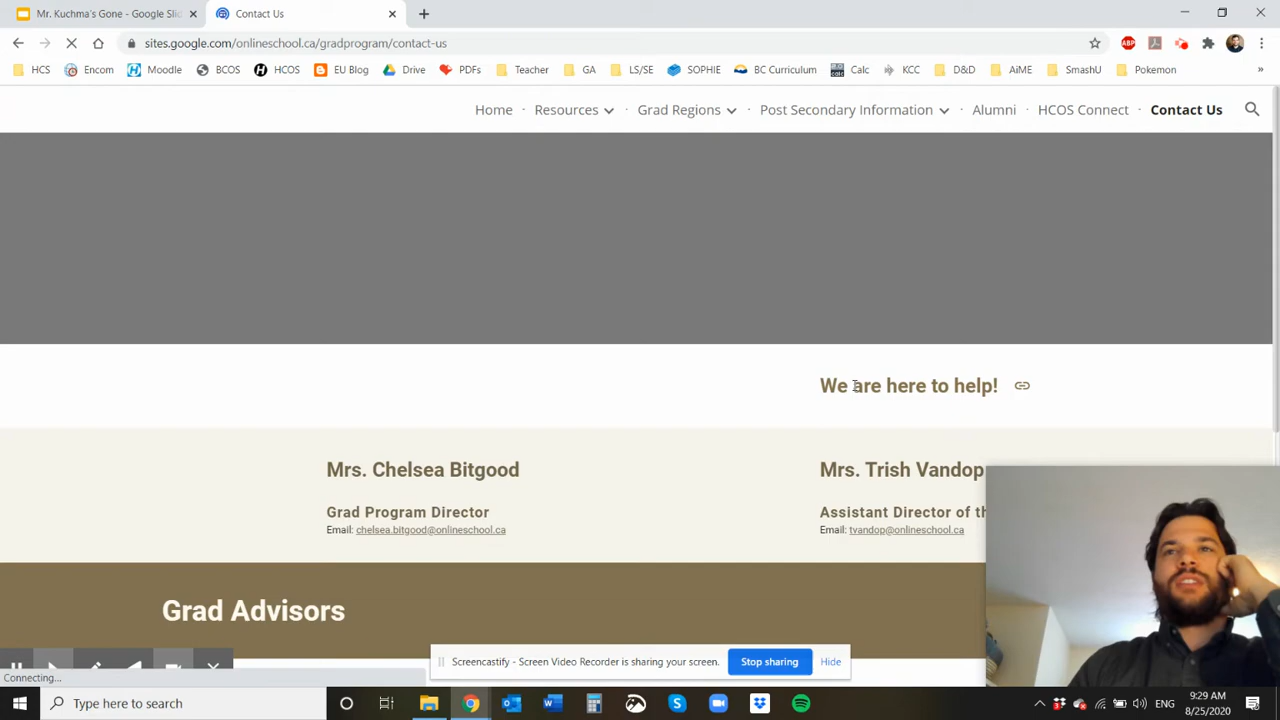 Mr. Kuchma's Gone - Google Slid
Contact Us
sites.google.com/onlineschool.ca/gradprogram/contact-us
ABP
HCS
Encom
Moodle
BCOS
HCOS
EU Blog
Drive
PDFs
Teacher
GA
LS/SE
SOPHIE
BC Curriculum
Calc
KCC
D&D
AiME
SmashU
Pokemon
»
Home · Resources · Grad Regions · Post Secondary Information · Alumni · HCOS Connect · Contact Us
We are here to help!
Mrs. Chelsea Bitgood
Grad Program Director
Email: chelsea.bitgood@onlineschool.ca
Mrs. Trish Vandop
Assistant Director of th
Email: tvandop@onlineschool.ca
Grad Advisors
Screencastify - Screen Video Recorder is sharing your screen.
Stop sharing
Hide
Connecting...
Type here to search
ENG
9:29 AM
8/25/2020